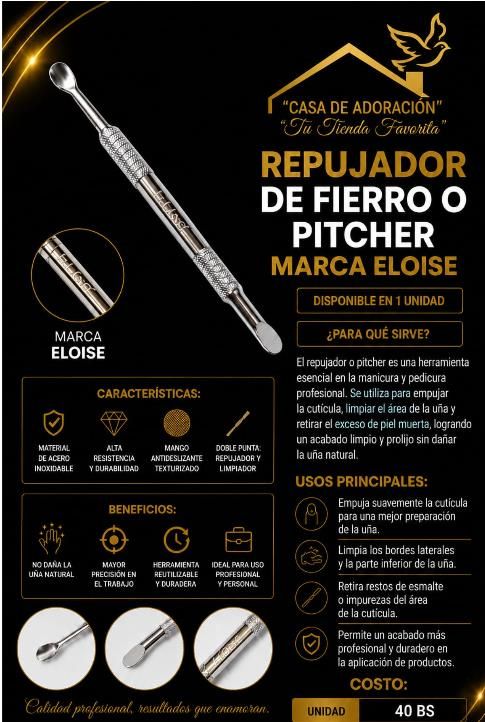 "CASA DE ADORACIÓN"
"Tu Tienda Favorita"
REPUJADOR
DE FIERRO O
PITCHER
MARCA ELOISE
DISPONIBLE EN 1 UNIDAD
¿PARA QUÉ SIRVE?
MARCA
ELOISE
El repujador o pitcher es una herramienta
esencial en la manicura y pedicura
profesional. Se utiliza para empujar
la cutícula, limpiar el área de la uña y
retirar el exceso de piel muerta, logrando
un acabado limpio y prolijo sin dañar
la uña natural.
CARACTERÍSTICAS:
MATERIAL
DE ACERO
INOXIDABLE
ALTA
RESISTENCIA
Y DURABILIDAD
MANGO
ANTIDESLIZANTE
TEXTURIZADO
DOBLE PUNTA:
REPUJADOR Y
LIMPIADOR
BENEFICIOS:
NO DAÑA LA
UÑA NATURAL
MAYOR
PRECISIÓN EN
EL TRABAJO
HERRAMIENTA
REUTILIZABLE
Y DURADERA
IDEAL PARA USO
PROFESIONAL
Y PERSONAL
USOS PRINCIPALES:
Empuja suavemente la cutícula
para una mejor preparación
de la uña.
Limpia los bordes laterales
y la parte inferior de la uña.
Retira restos de esmalte
o impurezas del área
de la cutícula.
Permite un acabado más
profesional y duradero en
la aplicación de productos.
Calidad profesional, resultados que enamoran.
COSTO:
UNIDAD
40 BS